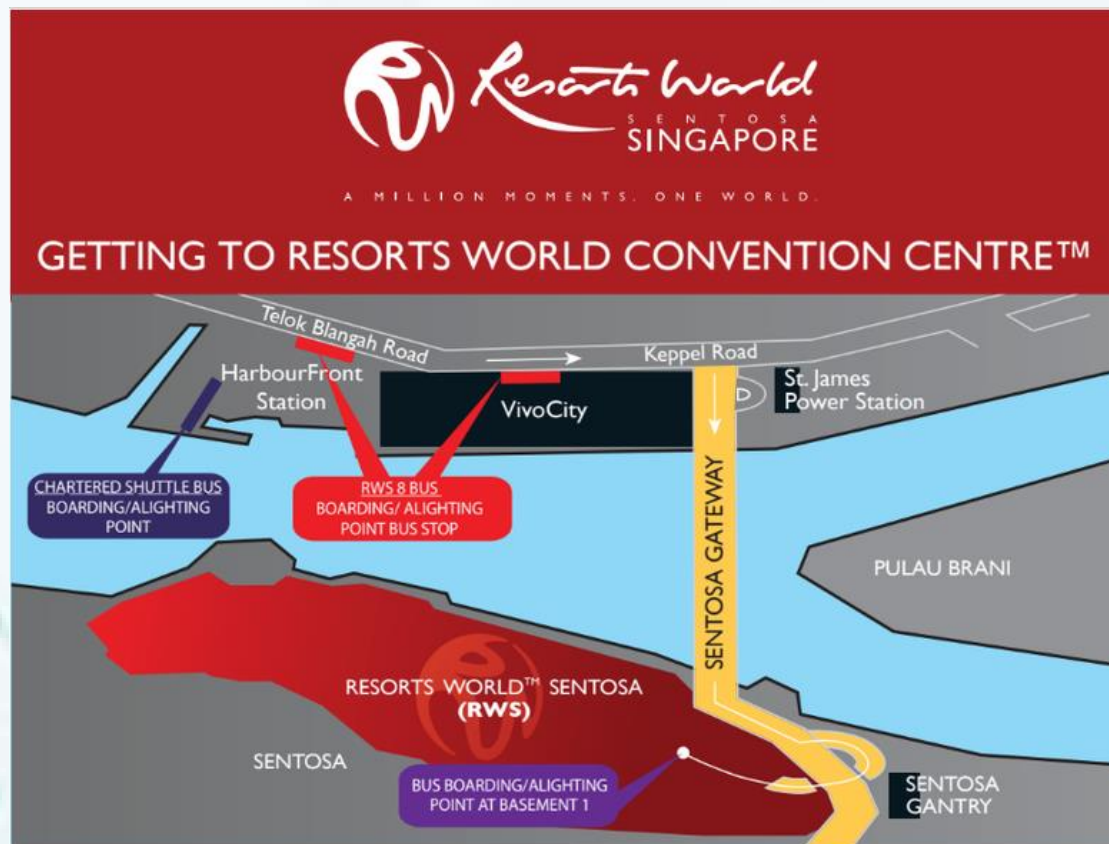 Resorts World
SENTOSA
SINGAPORE
A MILLION MOMENTS. ONE WORLD.
GETTING TO RESORTS WORLD CONVENTION CENTRE™
Telok Blangah Road
Keppel Road
HarbourFront
Station
VivoCity
St. James
Power Station
CHARTERED SHUTTLE BUS
BOARDING/ALIGHTING
POINT
RWS 8 BUS
BOARDING/ ALIGHTING
POINT BUS STOP
SENTOSA GATEWAY
PULAU BRANI
RESORTS WORLD™ SENTOSA
(RWS)
SENTOSA
BUS BOARDING/ALIGHTING
POINT AT BASEMENT 1
SENTOSA
GANTRY